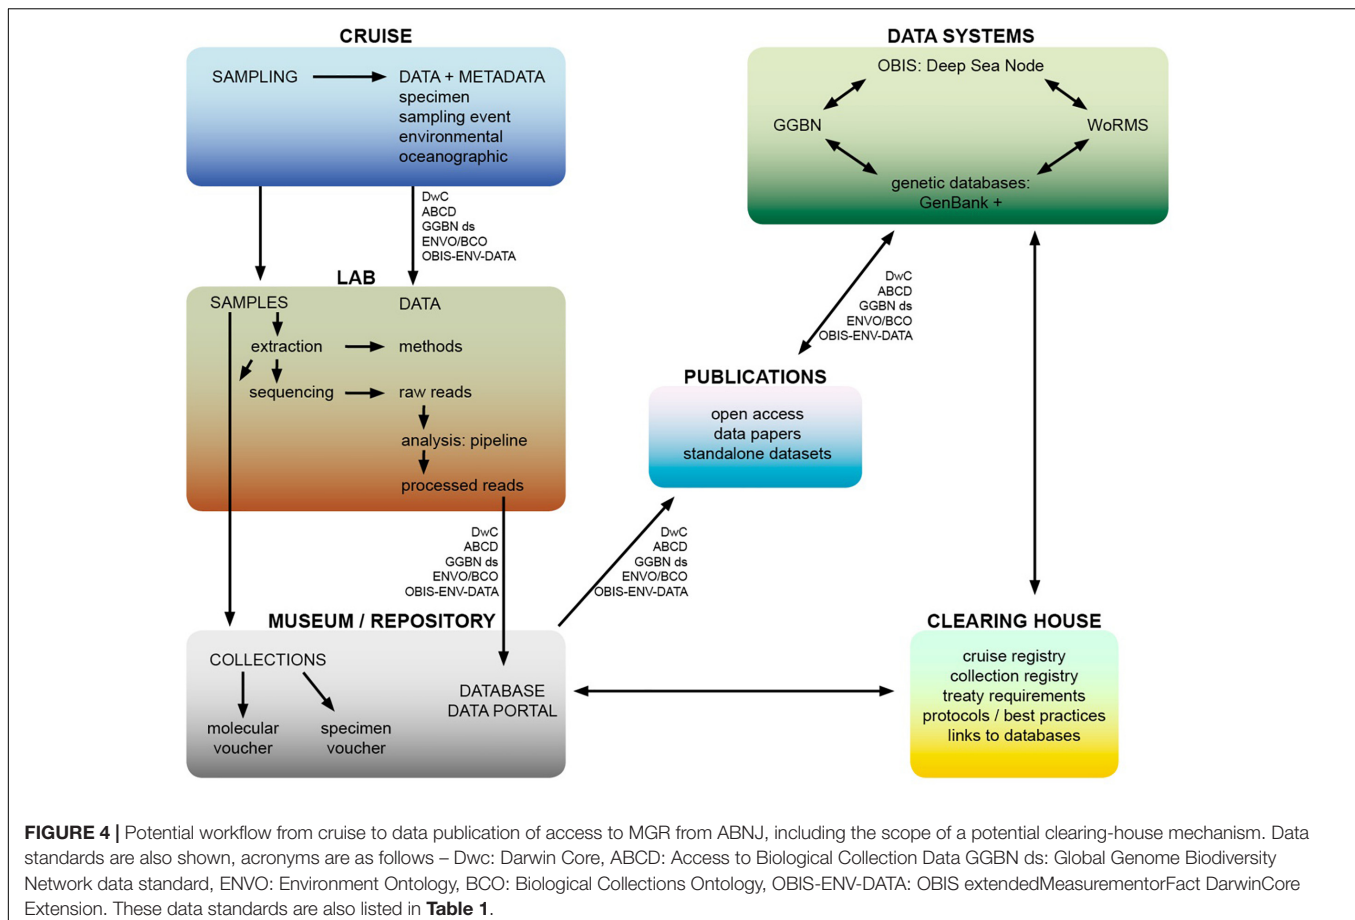 CRUISE
SAMPLING
DATA + METADATA
specimen
sampling event
environmental
oceanographic
DwC
ABCD
GGBN ds
ENVO/BCO
OBIS-ENV-DATA
LAB
SAMPLES
DATA
extraction
methods
sequencing
raw reads
analysis: pipeline
processed reads
DwC
ABCD
GGBN ds
ENVO/BCO
OBIS-ENV-DATA
MUSEUM / REPOSITORY
COLLECTIONS
molecular
voucher
specimen
voucher
DATABASE
DATA PORTAL
DwC
ABCD
GGBN ds
ENVO/BCO
OBIS-ENV-DATA
PUBLICATIONS
open access
data papers
standalone datasets
DwC
ABCD
GGBN ds
ENVO/BCO
OBIS-ENV-DATA
DATA SYSTEMS
OBIS: Deep Sea Node
GGBN
WoRMS
genetic databases:
GenBank +
CLEARING HOUSE
cruise registry
collection registry
treaty requirements
protocols / best practices
links to databases
FIGURE 4 | Potential workflow from cruise to data publication of access to MGR from ABNJ, including the scope of a potential clearing-house mechanism. Data
standards are also shown, acronyms are as follows – Dwc: Darwin Core, ABCD: Access to Biological Collection Data GGBN ds: Global Genome Biodiversity
Network data standard, ENVO: Environment Ontology, BCO: Biological Collections Ontology, OBIS-ENV-DATA: OBIS extendedMeasurementorFact DarwinCore
Extension. These data standards are also listed in Table 1.